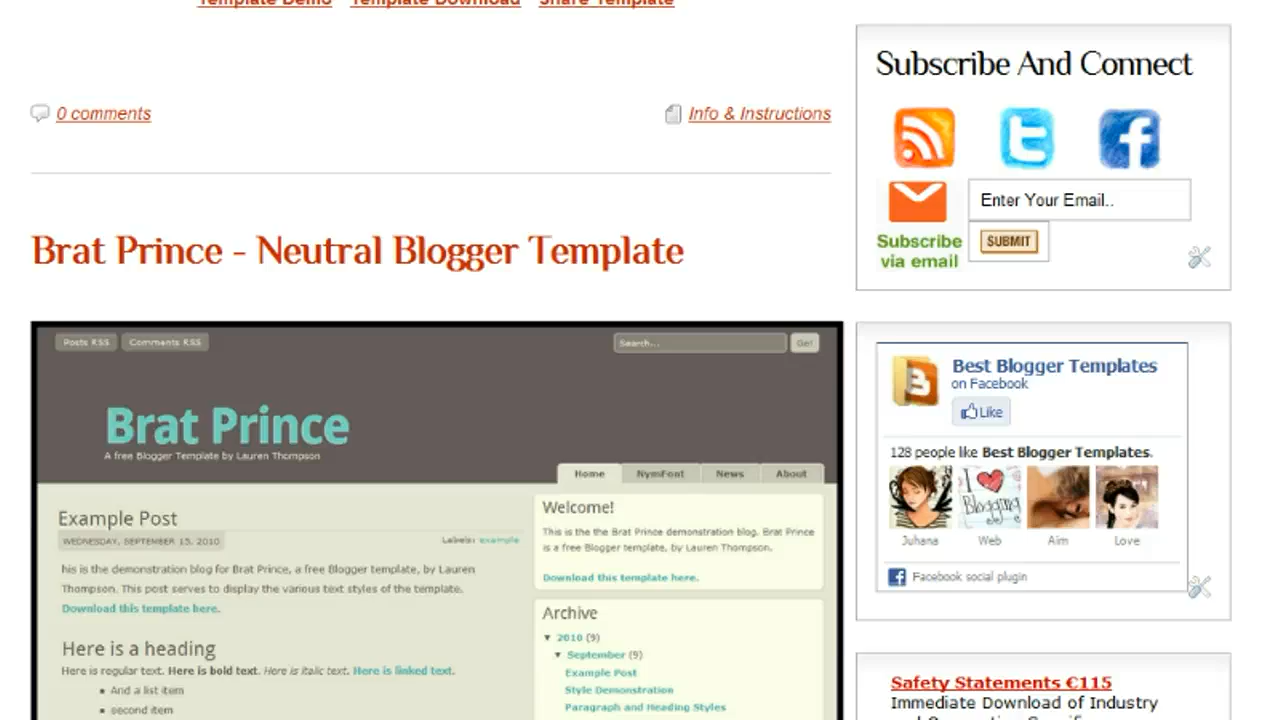 Template Demo Template Download Share Template
0 comments
Info & Instructions
Brat Prince - Neutral Blogger Template
Posts RSS Comments RSS
Search...
Go!
Brat Prince
A free Blogger Template by Lauren Thompson
Home NymFont News About
Example Post
WEDNESDAY, SEPTEMBER 15, 2010
Labels: example
his is the demonstration blog for Brat Prince, a free Blogger template, by Lauren
Thompson. This post serves to display the various text styles of the template.
Download this template here.
Here is a heading
Here is regular text. Here is bold text. Here is italic text. Here is linked text.
And a list item
second item
Welcome!
This is the the Brat Prince demonstration blog. Brat Prince
is a free Blogger template, by Lauren Thompson.
Download this template here.
Archive
▼ 2010 (9)
▼ September (9)
Example Post
Style Demonstration
Paragraph and Heading Styles
Subscribe And Connect
Enter Your Email..
Subscribe
via email
SUBMIT
Best Blogger Templates
on Facebook
Like
128 people like Best Blogger Templates.
Juhana Web Aim Love
I
Blogging
Facebook social plugin
Safety Statements €115
Immediate Download of Industry